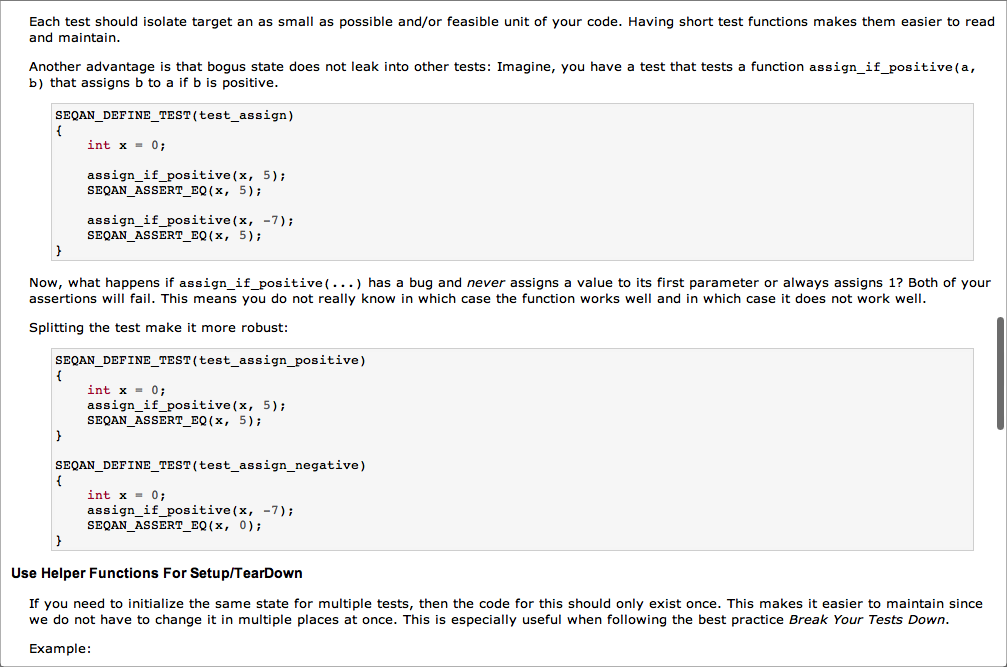 Each test should isolate target an as small as possible and/or feasible unit of your code. Having short test functions makes them easier to read
and maintain.
Another advantage is that bogus state does not leak into other tests: Imagine, you have a test that tests a function assign_if_positive(a,
b) that assigns b to a if b is positive.
SEQAN_DEFINE_TEST(test_assign)
{
    int x = 0;
    assign_if_positive(x, 5);
    SEQAN_ASSERT_EQ(x, 5);
    assign_if_positive(x, -7);
    SEQAN_ASSERT_EQ(x, 5);
}
Now, what happens if assign_if_positive(...) has a bug and never assigns a value to its first parameter or always assigns 1? Both of your
assertions will fail. This means you do not really know in which case the function works well and in which case it does not work well.
Splitting the test make it more robust:
SEQAN_DEFINE_TEST(test_assign_positive)
{
    int x = 0;
    assign_if_positive(x, 5);
    SEQAN_ASSERT_EQ(x, 5);
}
SEQAN_DEFINE_TEST(test_assign_negative)
{
    int x = 0;
    assign_if_positive(x, -7);
    SEQAN_ASSERT_EQ(x, 0);
}
Use Helper Functions For Setup/TearDown
If you need to initialize the same state for multiple tests, then the code for this should only exist once. This makes it easier to maintain since
we do not have to change it in multiple places at once. This is especially useful when following the best practice Break Your Tests Down.
Example: